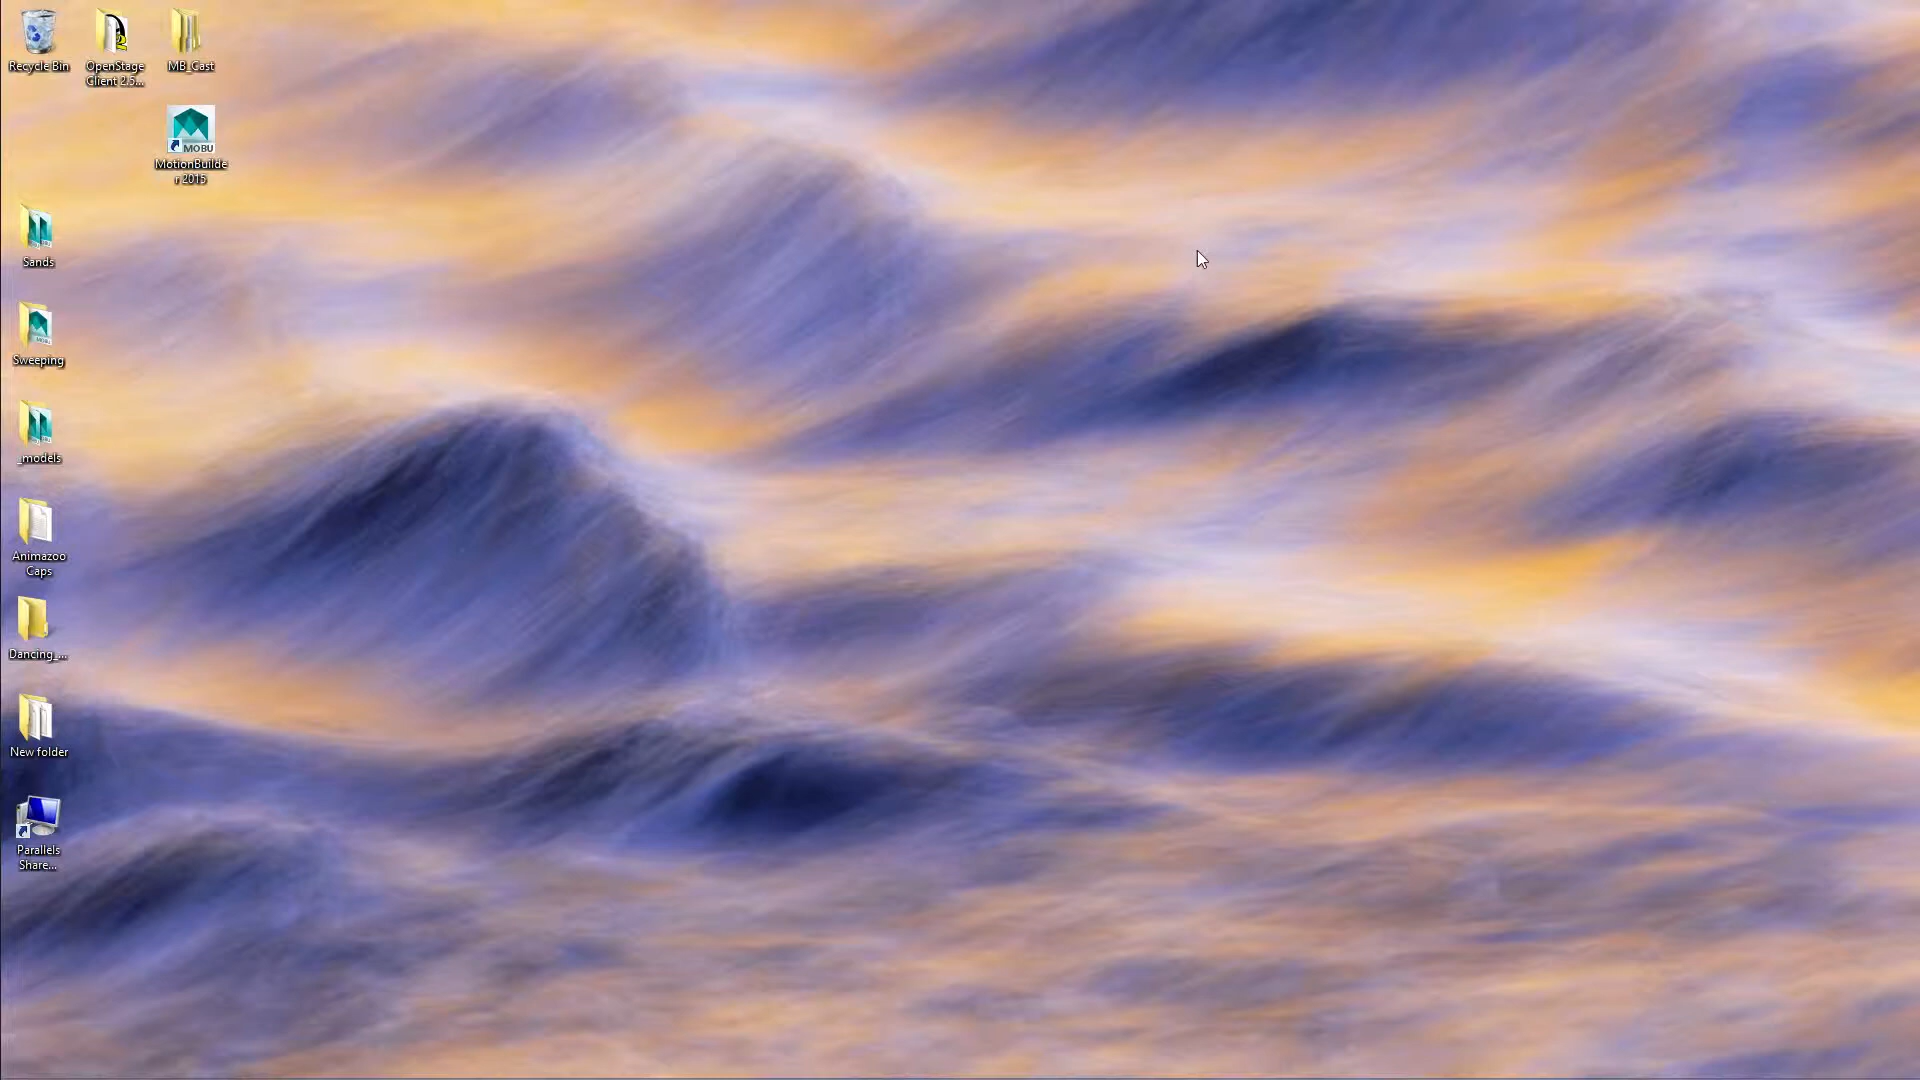 Recycle Bin
OpenStage
Client 2.5...
MB_Cast
MOBU
MotionBuilde
r 2015
Sands
Sweeping
_models
Animazoo
Caps
Dancing_...
New folder
Parallels
Share...